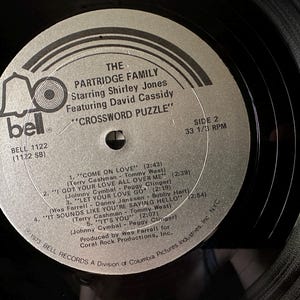 THE
PARTRIDGE FAMILY
Starring Shirley Jones
Featuring David Cassidy
"CROSSWORD PUZZLE"
bell
BELL 1122
(1122 SB)
SIDE 2
33 1/3 RPM
1. "COME ON LOVE" (2:43)
(Terry Cashman - Tommy West)
2. "I GOT YOUR LOVE ALL OVER ME" (2:39)
(Johnny Cymbal - Peggy Clinger)
3. "LET YOUR LOVE GO"
(Wes Farrell - Danny Janssen - Bobby Hart)
4. "IT SOUNDS LIKE YOU'RE SAYING HELLO" (2:54)
(Terry Cashman - Tommy West)
5. "IT'S YOU"
(Johnny Cymbal - Peggy Clinger)
Produced by Wes Farrell for
Coral Rock Productions, Inc.
©1973 BELL RECORDS A Division of Columbia Pictures Industries, Inc. NYC